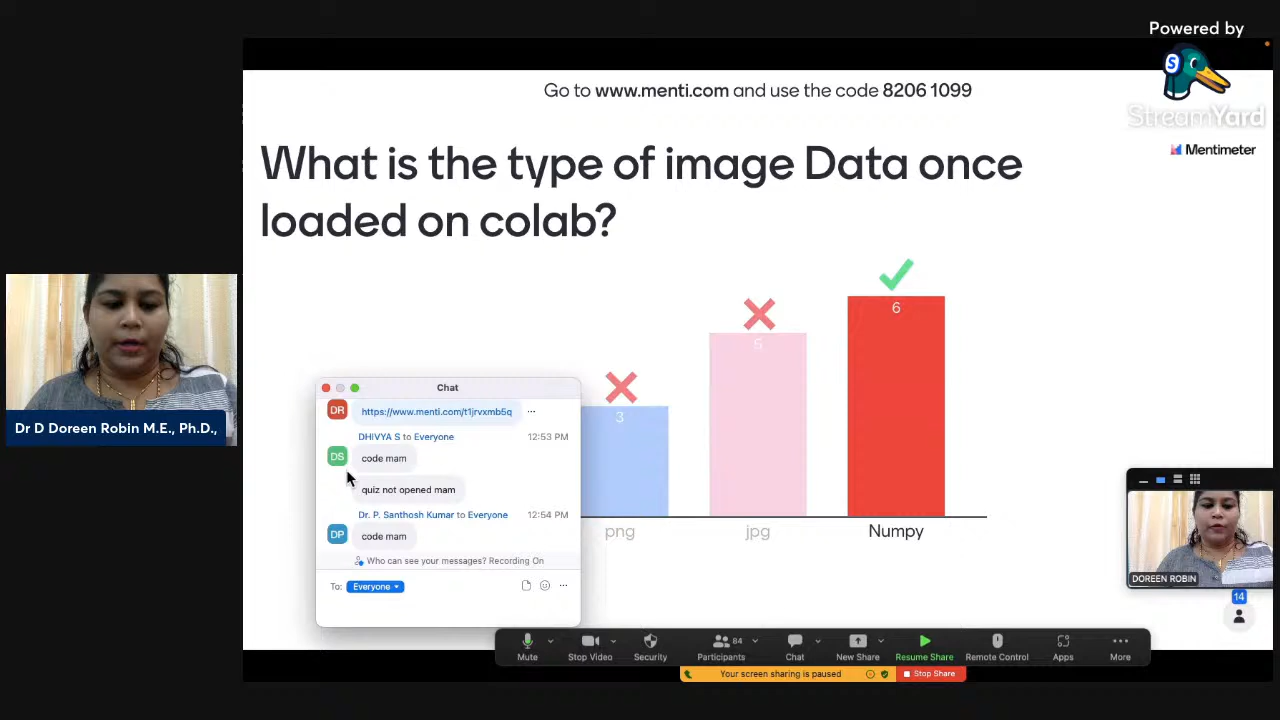 Powered by
StreamYard
Go to www.menti.com and use the code 8206 1099
Mentimeter
What is the type of image Data once
loaded on colab?
6
5
3
png
jpg
Numpy
Chat
DR
https://www.menti.com/t1jrvxmb5q
...
DHIVYA S to Everyone
12:53 PM
DS
code mam
quiz not opened mam
Dr. P. Santhosh Kumar to Everyone
12:54 PM
DP
code mam
Who can see your messages? Recording On
To:
Everyone
Dr D Doreen Robin M.E., Ph.D.,
DOREEN ROBIN
14
Mute
Stop Video
Security
84
Participants
Chat
New Share
Resume Share
Remote Control
Apps
More
Your screen sharing is paused
Stop Share